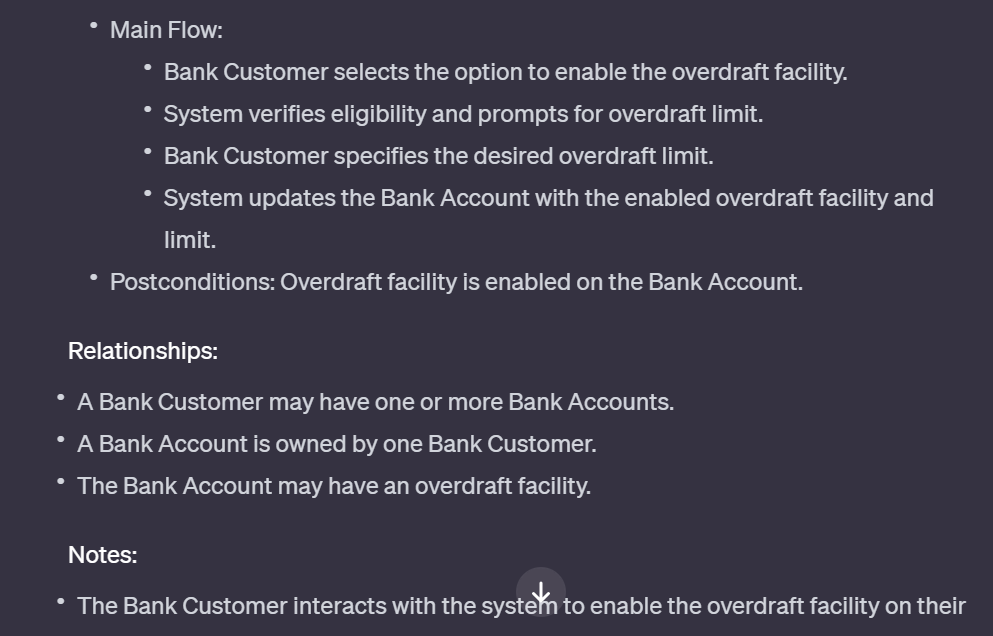 • Main Flow:
• Bank Customer selects the option to enable the overdraft facility.
• System verifies eligibility and prompts for overdraft limit.
• Bank Customer specifies the desired overdraft limit.
• System updates the Bank Account with the enabled overdraft facility and
limit.
• Postconditions: Overdraft facility is enabled on the Bank Account.
Relationships:
• A Bank Customer may have one or more Bank Accounts.
• A Bank Account is owned by one Bank Customer.
• The Bank Account may have an overdraft facility.
Notes:
• The Bank Customer interacts with the system to enable the overdraft facility on their